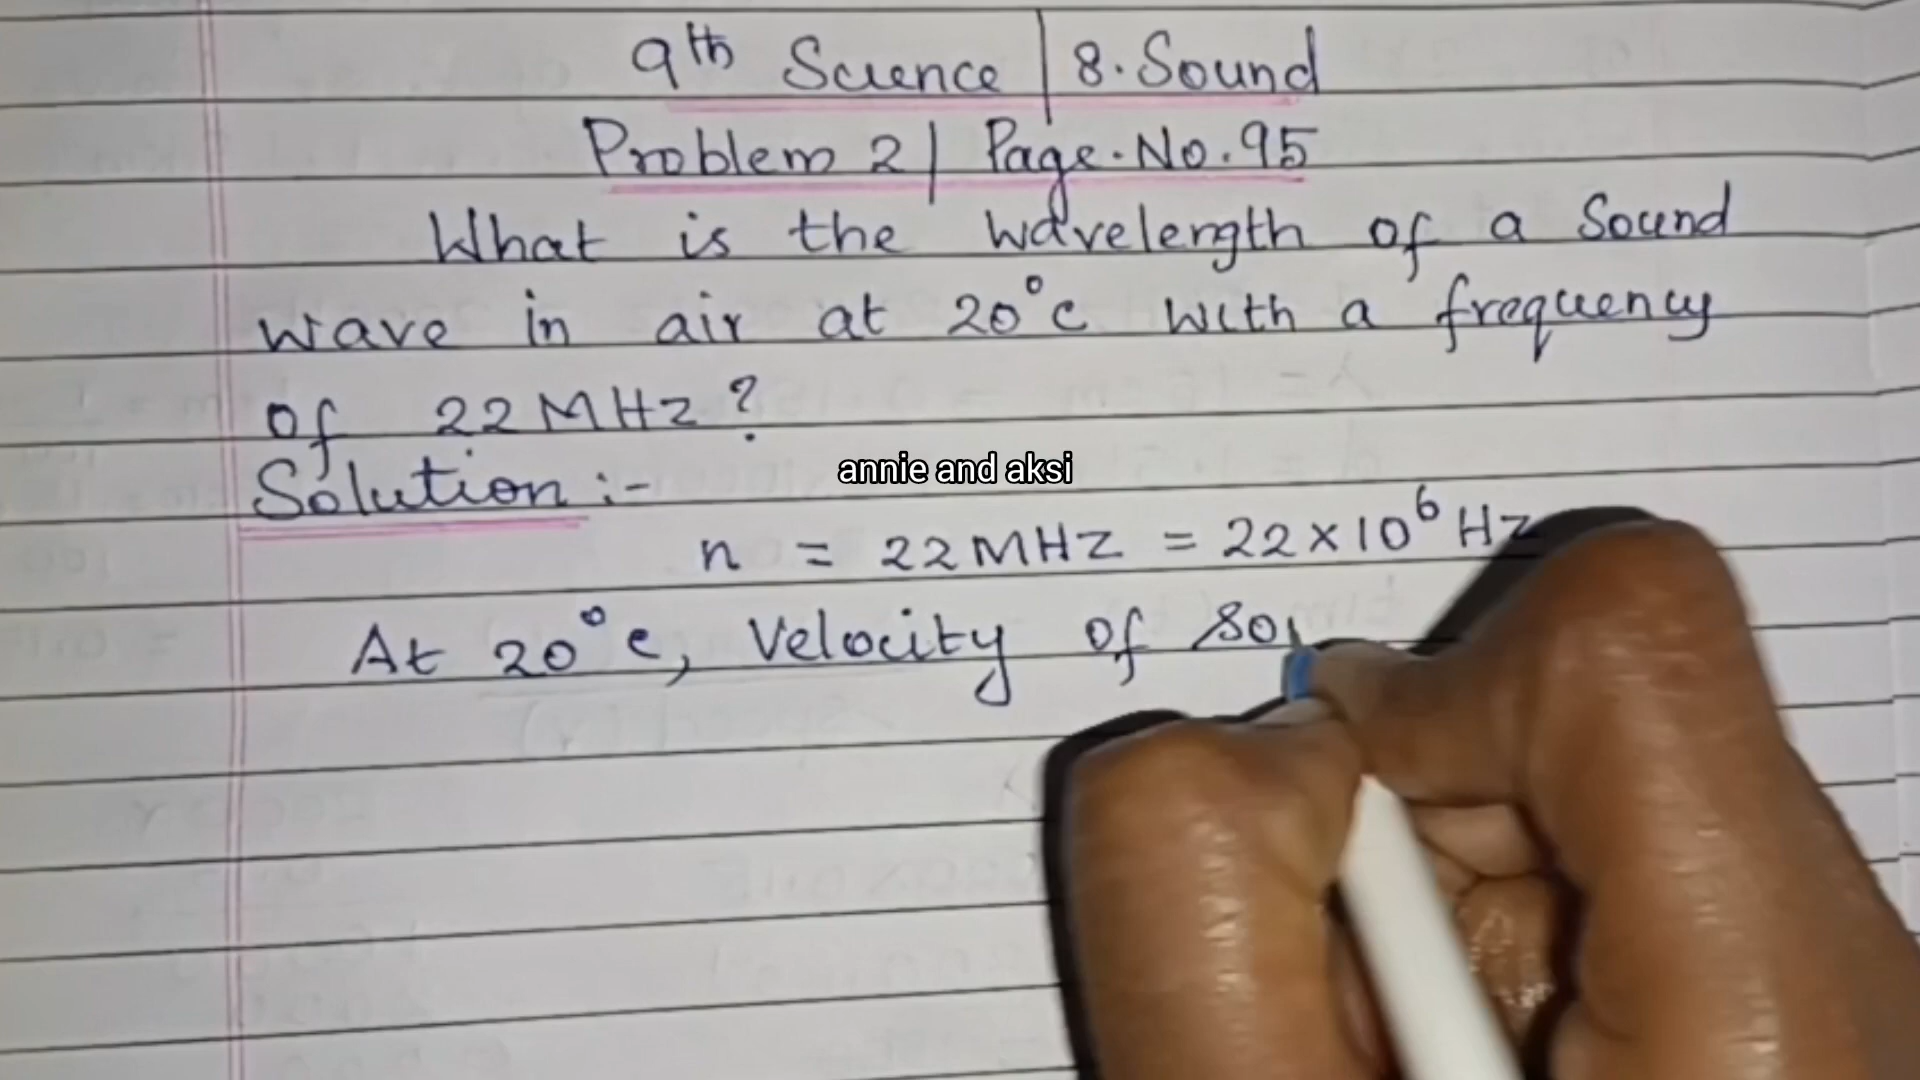 9th Science | 8. Sound
Problem 2 | Page. No. 95
What is the wavelength of a Sound
wave in air at 20°C with a frequency
of 22 MHz?
Solution :-
annie and aksi
n = 22 MHz = 22 × 10⁶ Hz
At 20°C, Velocity of